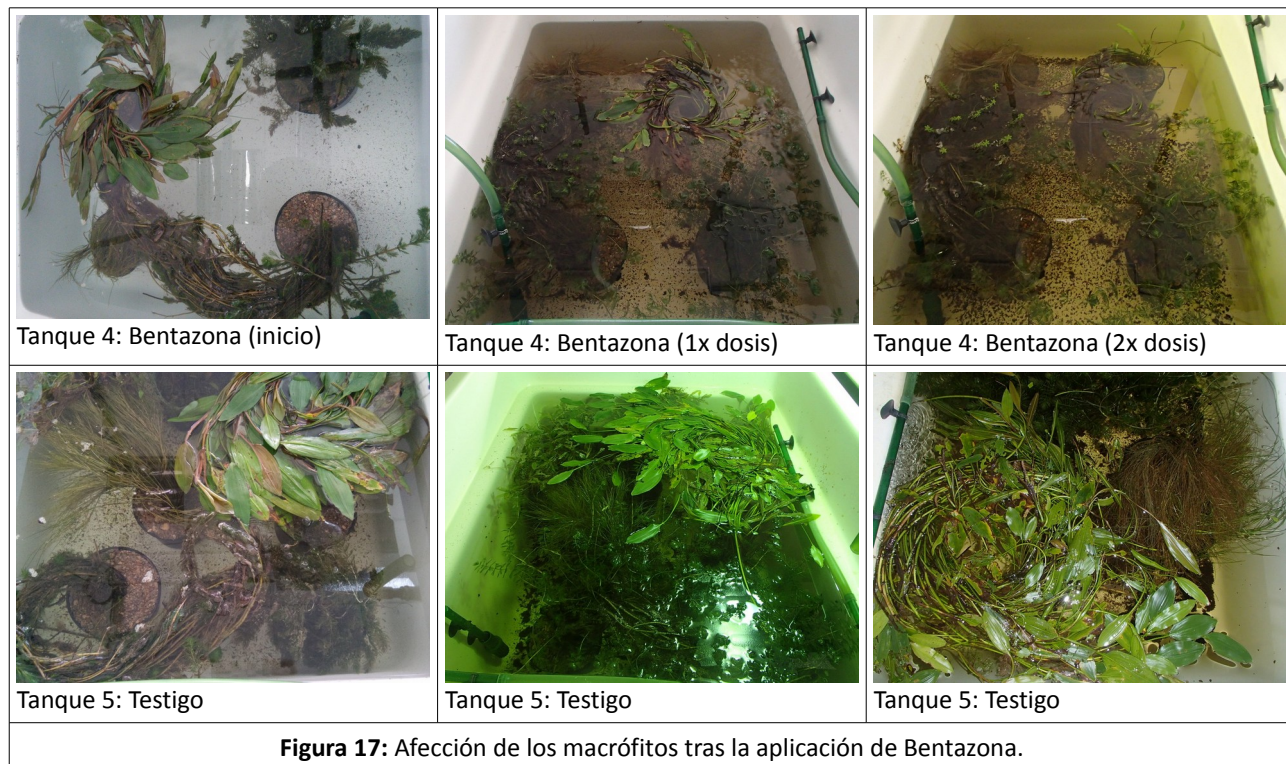 Tanque 4: Bentazona (inicio)
Tanque 4: Bentazona (1x dosis)
Tanque 4: Bentazona (2x dosis)
Tanque 5: Testigo
Tanque 5: Testigo
Tanque 5: Testigo
Figura 17: Afección de los macrófitos tras la aplicación de Bentazona.